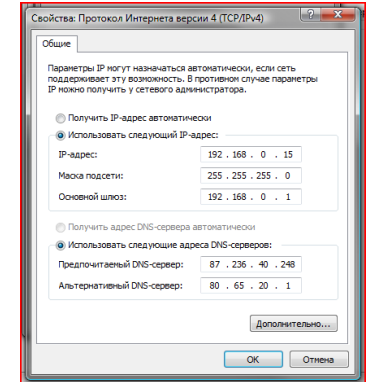 Свойства: Протокол Интернета версии 4 (TCP/IPv4)
Общие
Параметры IP могут назначаться автоматически, если сеть
поддерживает эту возможность. В противном случае параметры
IP можно получить у сетевого администратора.
Получить IP-адрес автоматически
Использовать следующий IP-адрес:
IP-адрес: 192 . 168 . 0 . 15
Маска подсети: 255 . 255 . 255 . 0
Основной шлюз: 192 . 168 . 0 . 1
Получить адрес DNS-сервера автоматически
Использовать следующие адреса DNS-серверов:
Предпочитаемый DNS-сервер: 87 . 236 . 40 . 248
Альтернативный DNS-сервер: 80 . 65 . 20 . 1
Дополнительно...
ОК Отмена